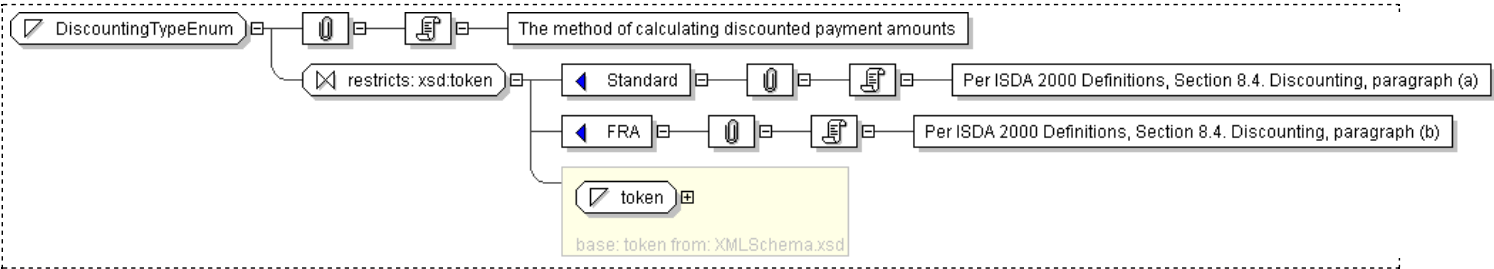 DiscountingTypeEnum
The method of calculating discounted payment amounts
restricts: xsd:token
Standard
Per ISDA 2000 Definitions, Section 8.4. Discounting, paragraph (a)
FRA
Per ISDA 2000 Definitions, Section 8.4. Discounting, paragraph (b)
token
base: token from: XMLSchema.xsd